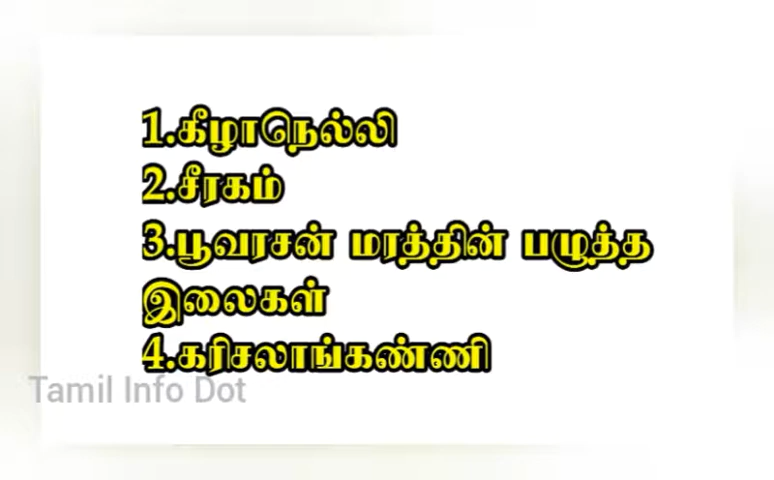 1.கீழாநெல்லி
2.சீரகம்
3.பூவரசன் மரத்தின் பழுத்த
இலைகள்
4.கரிசலாங்கண்ணி
Tamil Info Dot